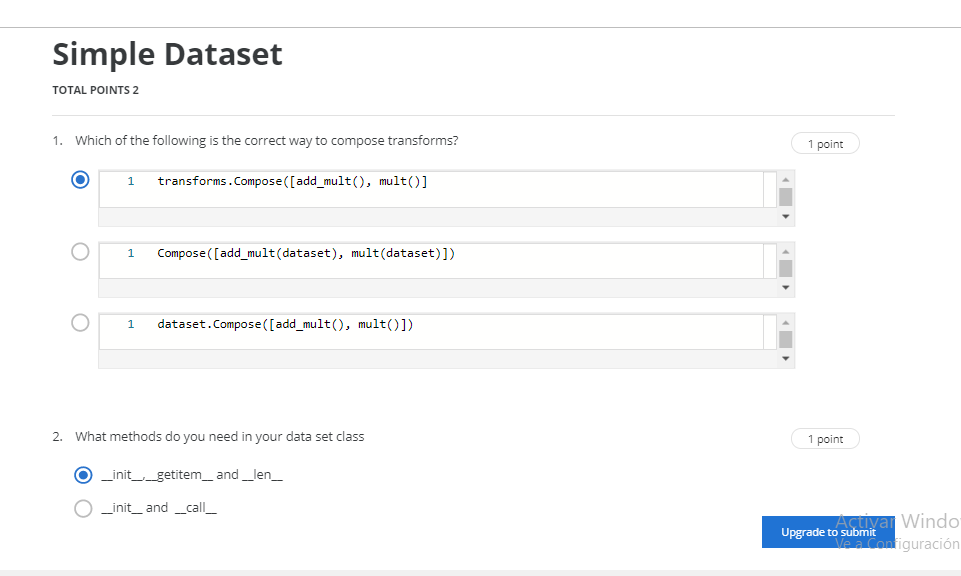 Simple Dataset
TOTAL POINTS 2
1. Which of the following is the correct way to compose transforms?
1 point
1 transforms.Compose([add_mult(), mult()]
1 Compose([add_mult(dataset), mult(dataset)])
1 dataset.Compose([add_mult(), mult()])
2. What methods do you need in your data set class
1 point
__init__,__getitem__ and __len__
__init__ and __call__
Upgrade to submit
Activar Windo
Ve a Configuración